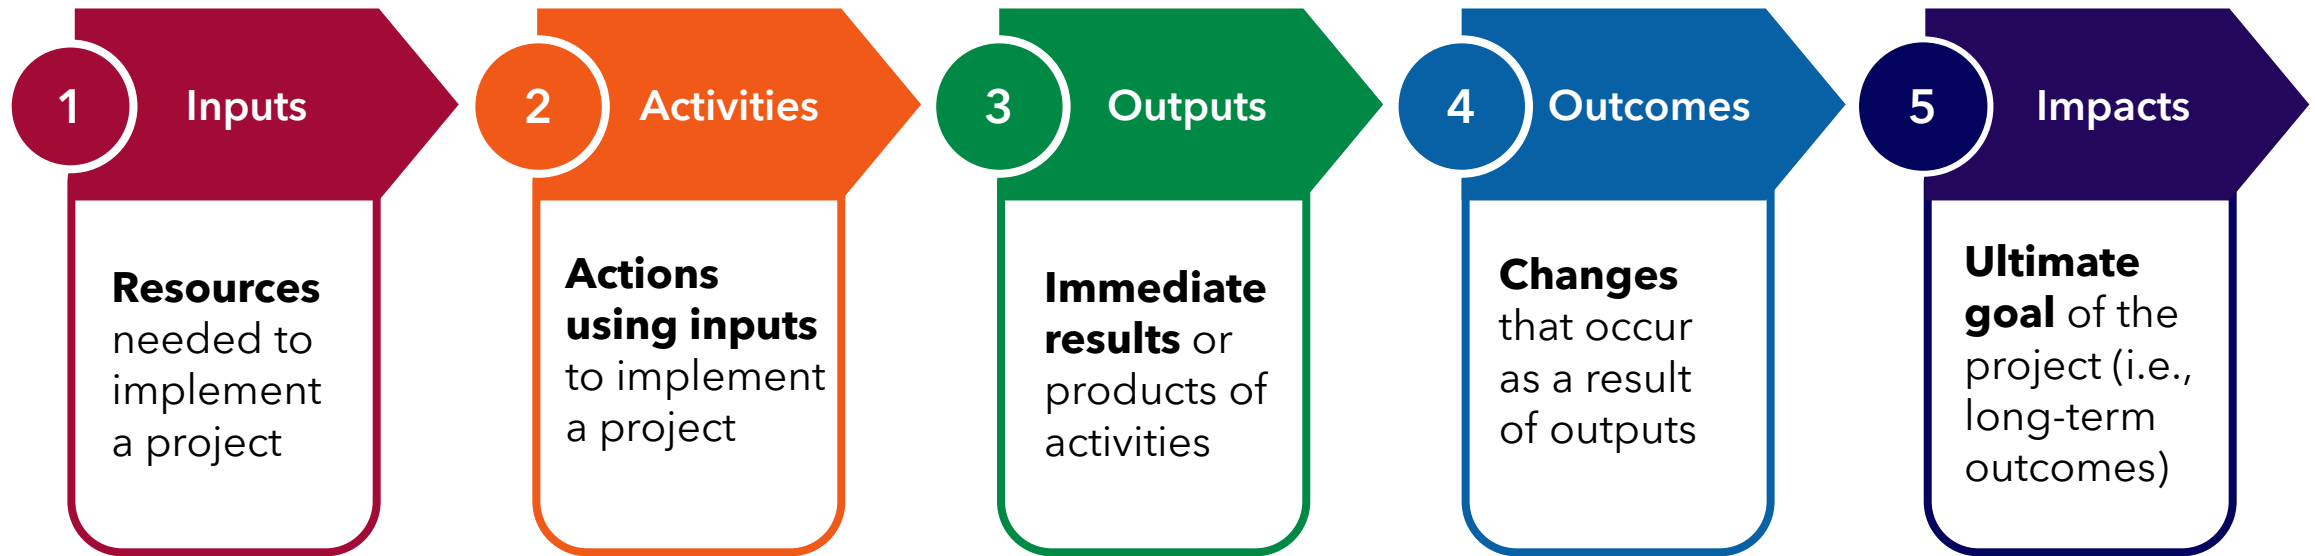 1
Inputs
Resources
needed to
implement
a project
2
Activities
Actions
using inputs
to implement
a project
3
Outputs
Immediate
results or
products of
activities
4
Outcomes
Changes
that occur
as a result
of outputs
5
Impacts
Ultimate
goal of the
project (i.e.,
long-term
outcomes)